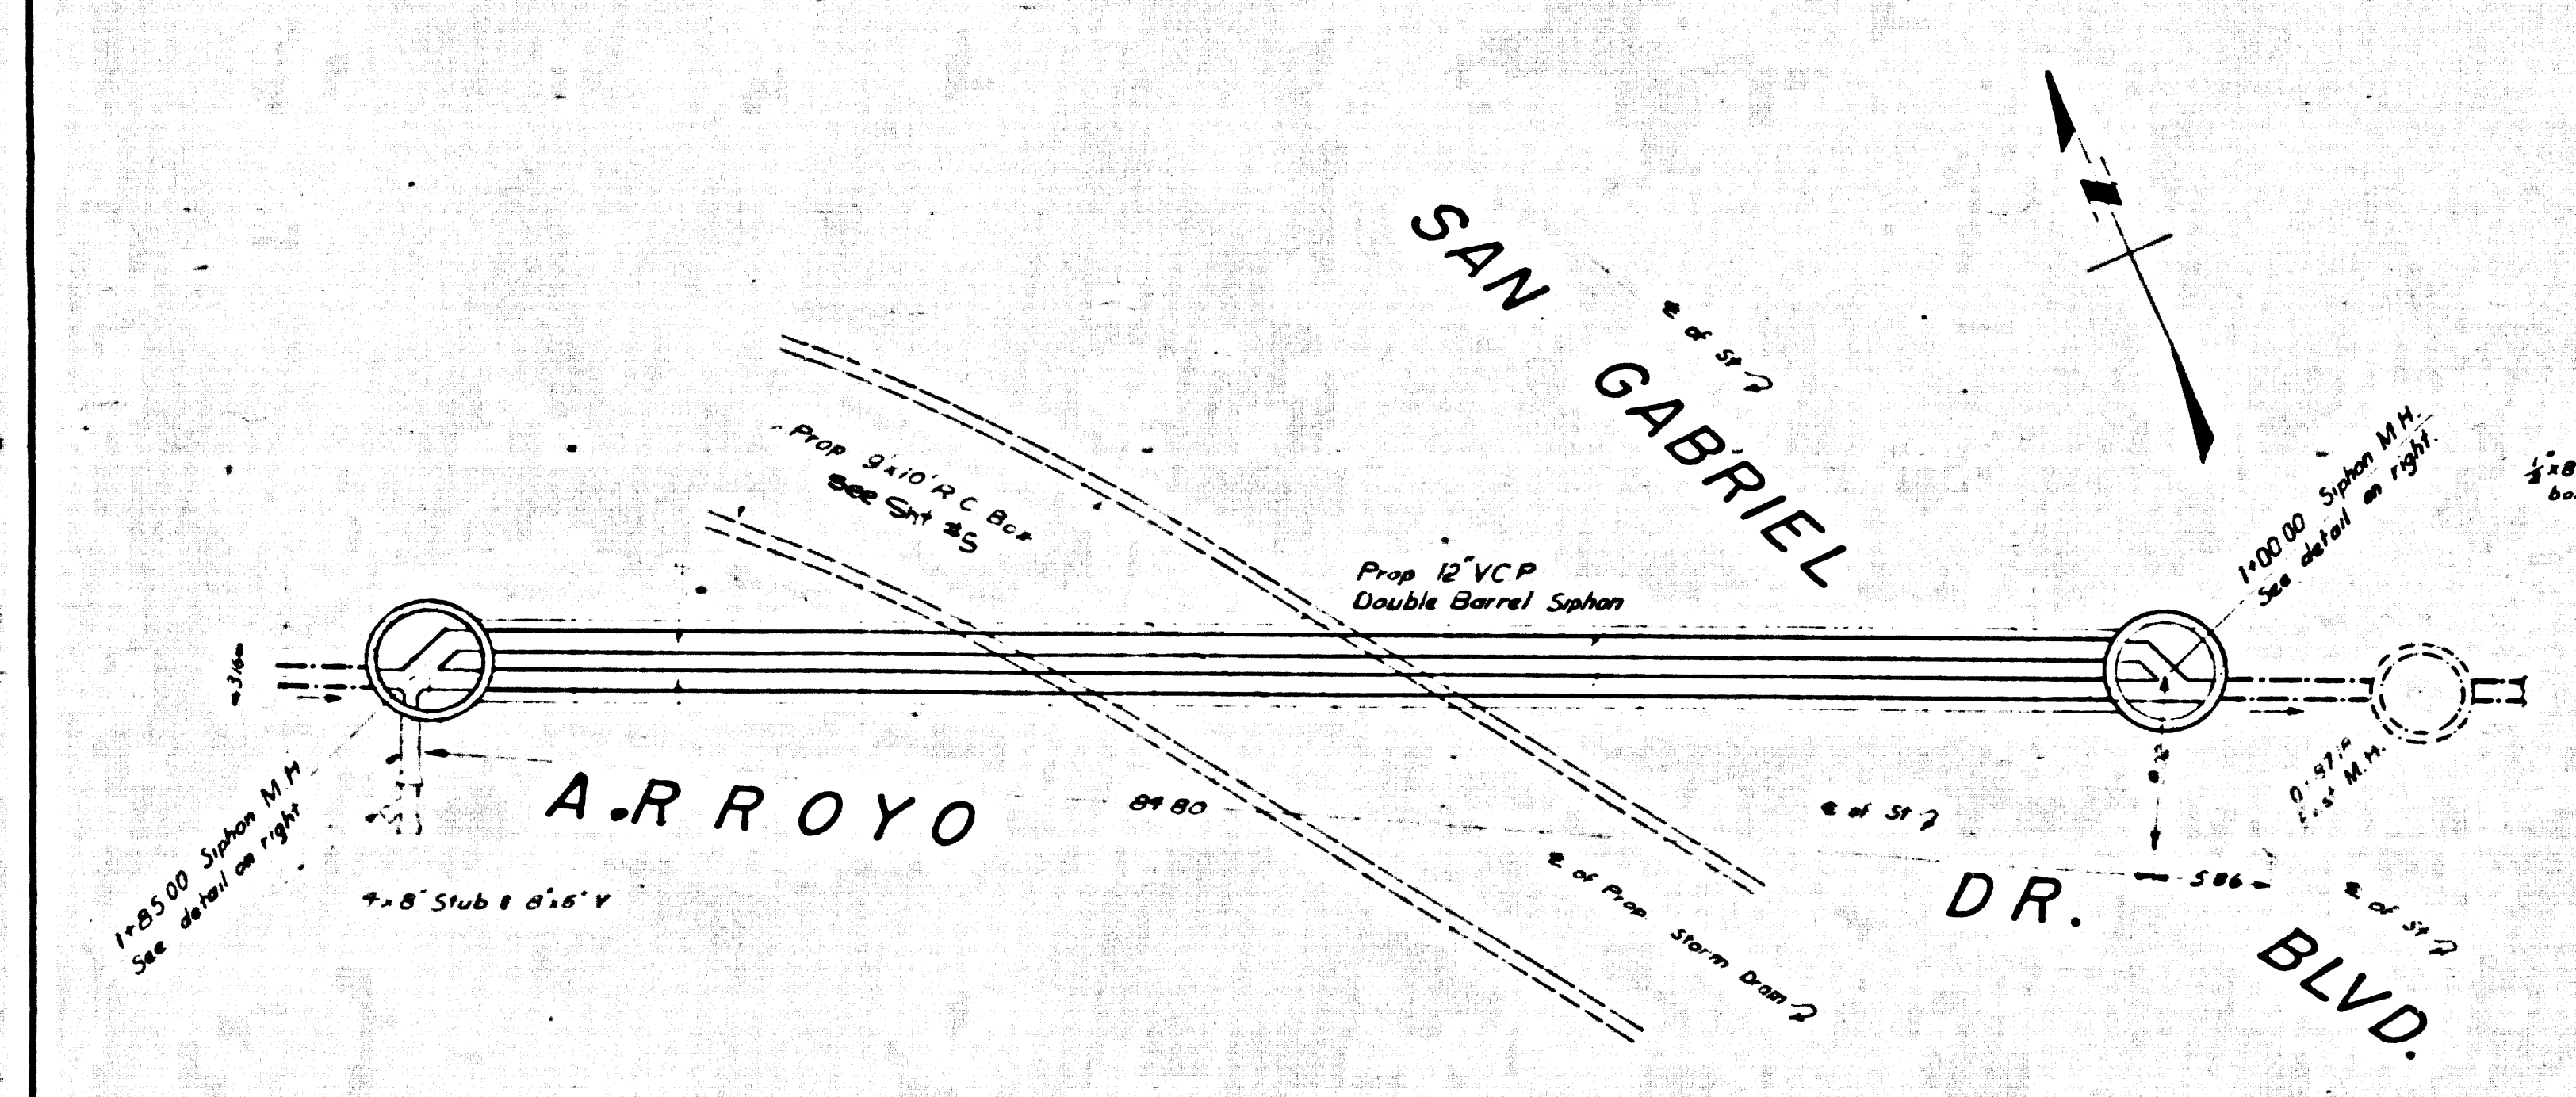 SAN GABRIEL
℄ of St
Prop 9'x10' R C Box
See Sht #5
Prop 12" VCP
Double Barrel Siphon
1+00.00 Siphon M.H.
See detail on right.
316
1+85.00 Siphon M.H
See detail on right
ARROYO
84.80
4x8" Stub & 8"x6" Y
℄ of Prop. Storm Drain
℄ of St
DR.
5.86
M.H.
℄ of St
BLVD.